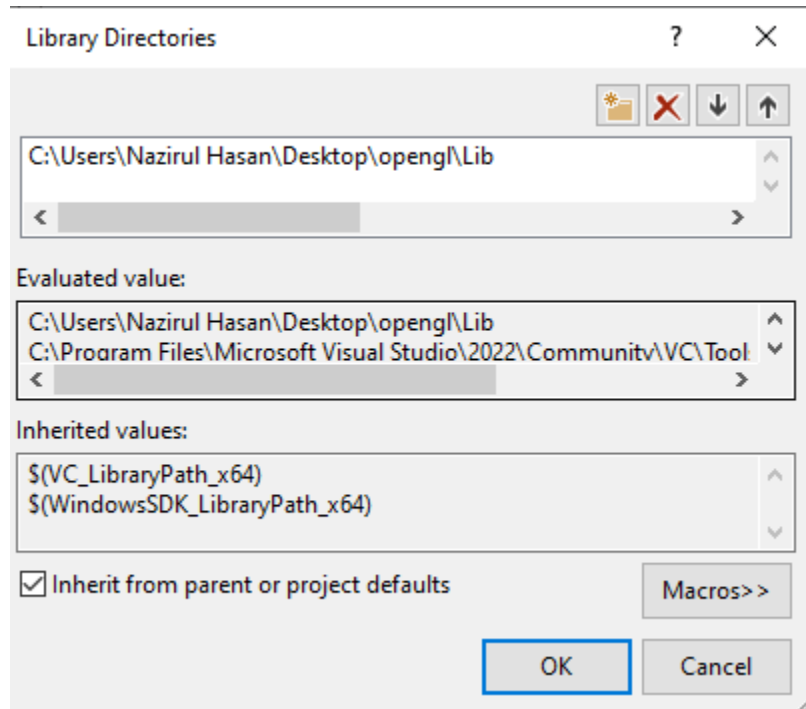 Library Directories
?
C:\Users\Nazirul Hasan\Desktop\opengl\Lib
Evaluated value:
C:\Users\Nazirul Hasan\Desktop\opengl\Lib
C:\Program Files\Microsoft Visual Studio\2022\Community\VC\Tool
Inherited values:
$(VC_LibraryPath_x64)
$(WindowsSDK_LibraryPath_x64)
Inherit from parent or project defaults
Macros>>
OK
Cancel